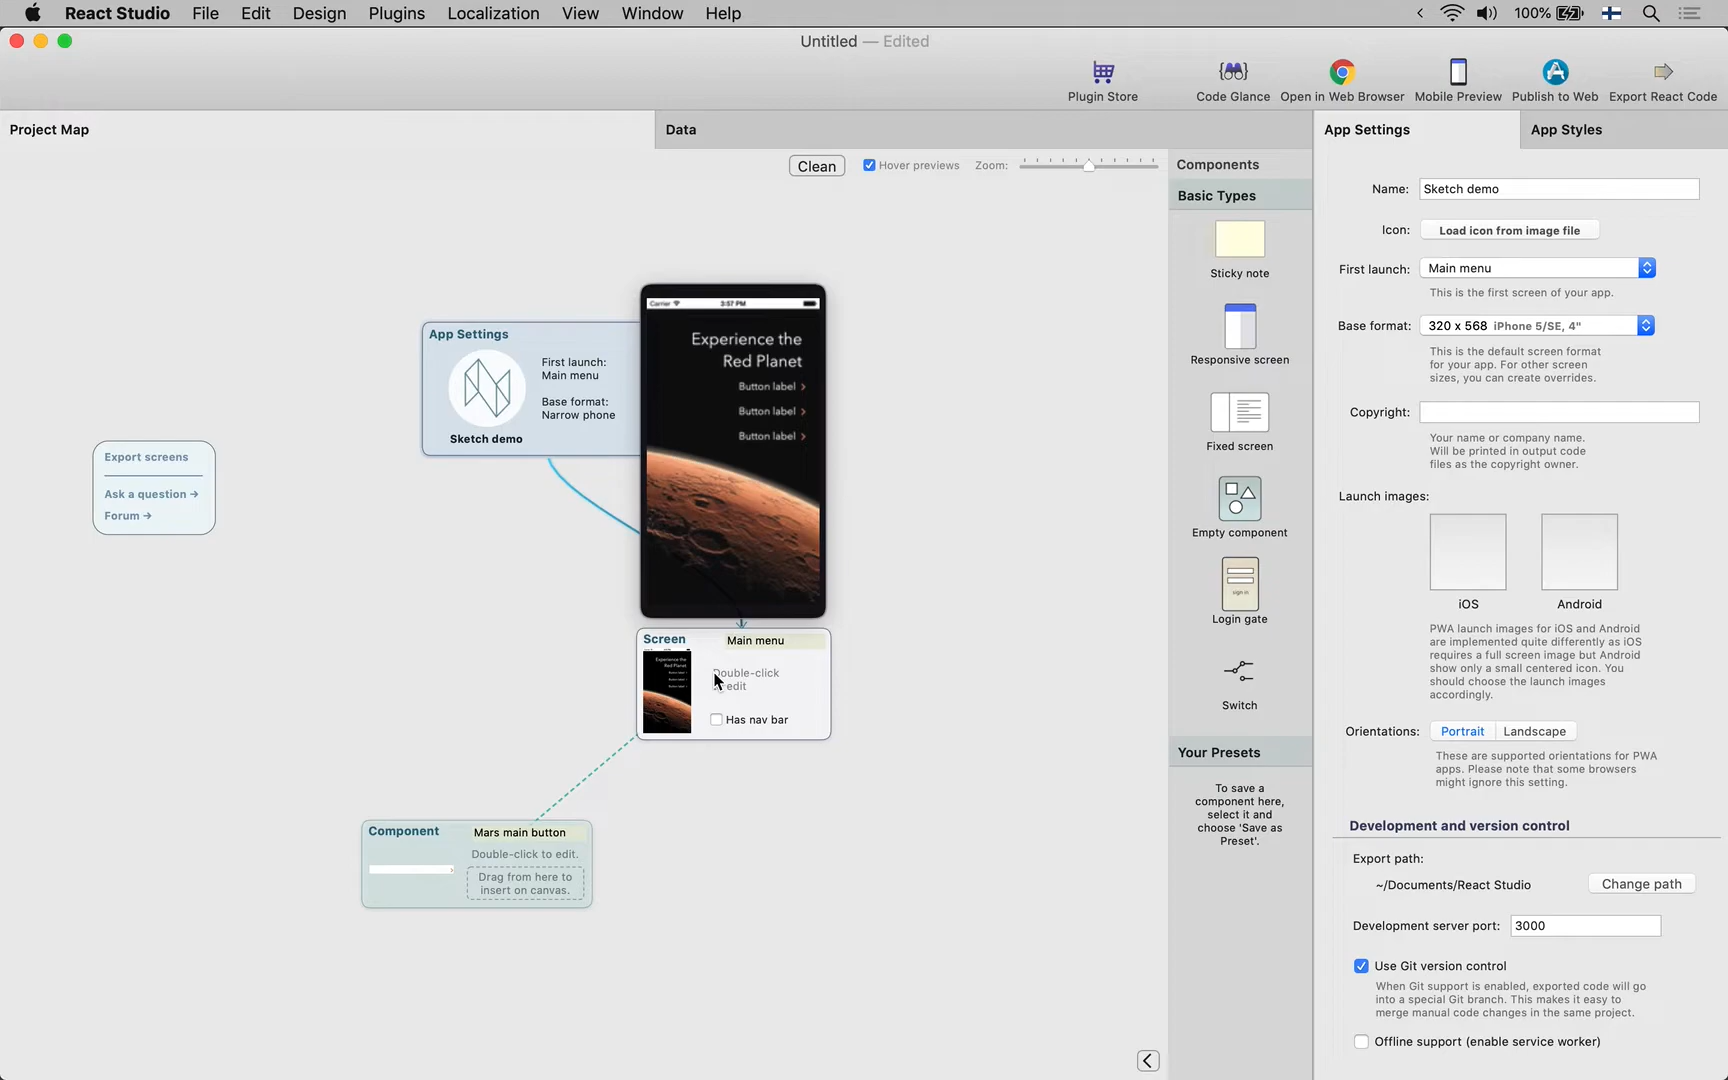 React Studio File Edit Design Plugins Localization View Window Help
100%
Untitled — Edited
Plugin Store
Code Glance
Open in Web Browser
Mobile Preview
Publish to Web
Export React Code
Project Map
Data
Clean
Hover previews
Zoom:
Export screens
Ask a question →
Forum →
App Settings
First launch:
Main menu
Base format:
Narrow phone
Sketch demo
Carrier
3:57 PM
Experience the
Red Planet
Button label >
Button label >
Button label >
Screen
Main menu
Experience the
Red Planet
Double-click
edit
Has nav bar
Component
Mars main button
Double-click to edit.
Drag from here to
insert on canvas.
Components
Basic Types
Sticky note
Responsive screen
Fixed screen
Empty component
sign in
Login gate
Switch
Your Presets
To save a
component here,
select it and
choose 'Save as
Preset'.
App Settings
App Styles
Name: Sketch demo
Icon: Load icon from image file
First launch: Main menu
This is the first screen of your app.
Base format: 320 x 568 iPhone 5/SE, 4"
This is the default screen format
for your app. For other screen
sizes, you can create overrides.
Copyright:
Your name or company name.
Will be printed in output code
files as the copyright owner.
Launch images:
iOS
Android
PWA launch images for iOS and Android
are implemented quite differently as iOS
requires a full screen image but Android
show only a small centered icon. You
should choose the launch images
accordingly.
Orientations: Portrait Landscape
These are supported orientations for PWA
apps. Please note that some browsers
might ignore this setting.
Development and version control
Export path:
~/Documents/React Studio
Change path
Development server port: 3000
Use Git version control
When Git support is enabled, exported code will go
into a special Git branch. This makes it easy to
merge manual code changes in the same project.
Offline support (enable service worker)